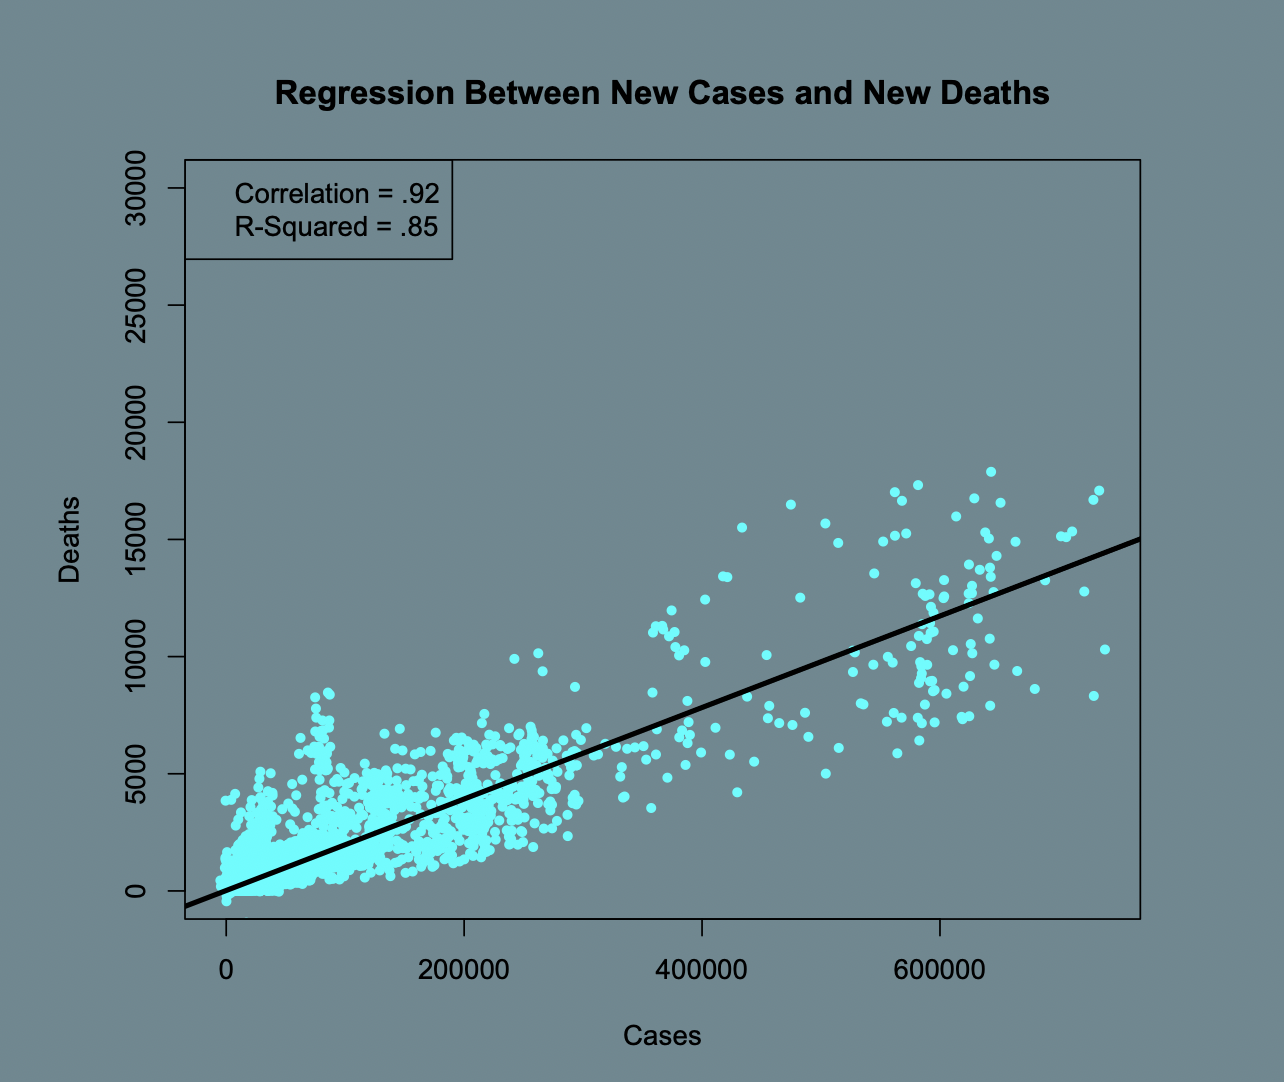 Regression Between New Cases and New Deaths
Correlation = .92
R-Squared = .85
30000
25000
20000
15000
10000
5000
0
Deaths
0 200000 400000 600000
Cases